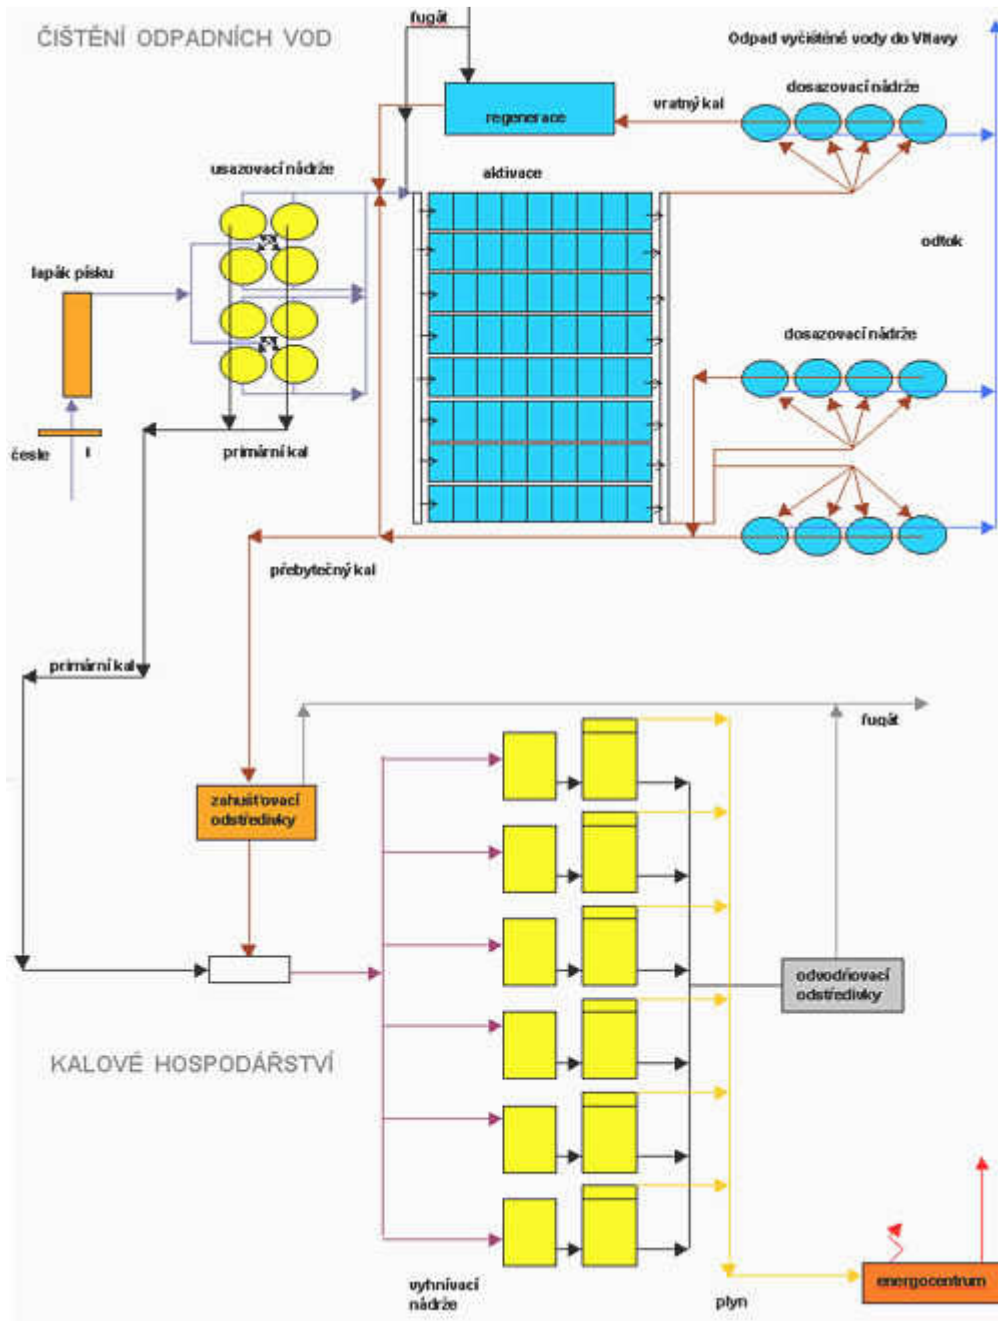 fugát
ČIŠTĚNÍ ODPADNÍCH VOD
Odpad vyčištěné vody do Vltavy
dosazovací nádrže
vratný kal
regenerace
usazovací nádrže
aktivace
odtok
lapák písku
dosazovací nádrže
česle
primární kal
přebytečný kal
primární kal
fugát
zahušťovací
odstředivky
odvodňovací
odstředivky
KALOVÉ HOSPODÁŘSTVÍ
energocentrum
vyhnívací
nádrže
plyn